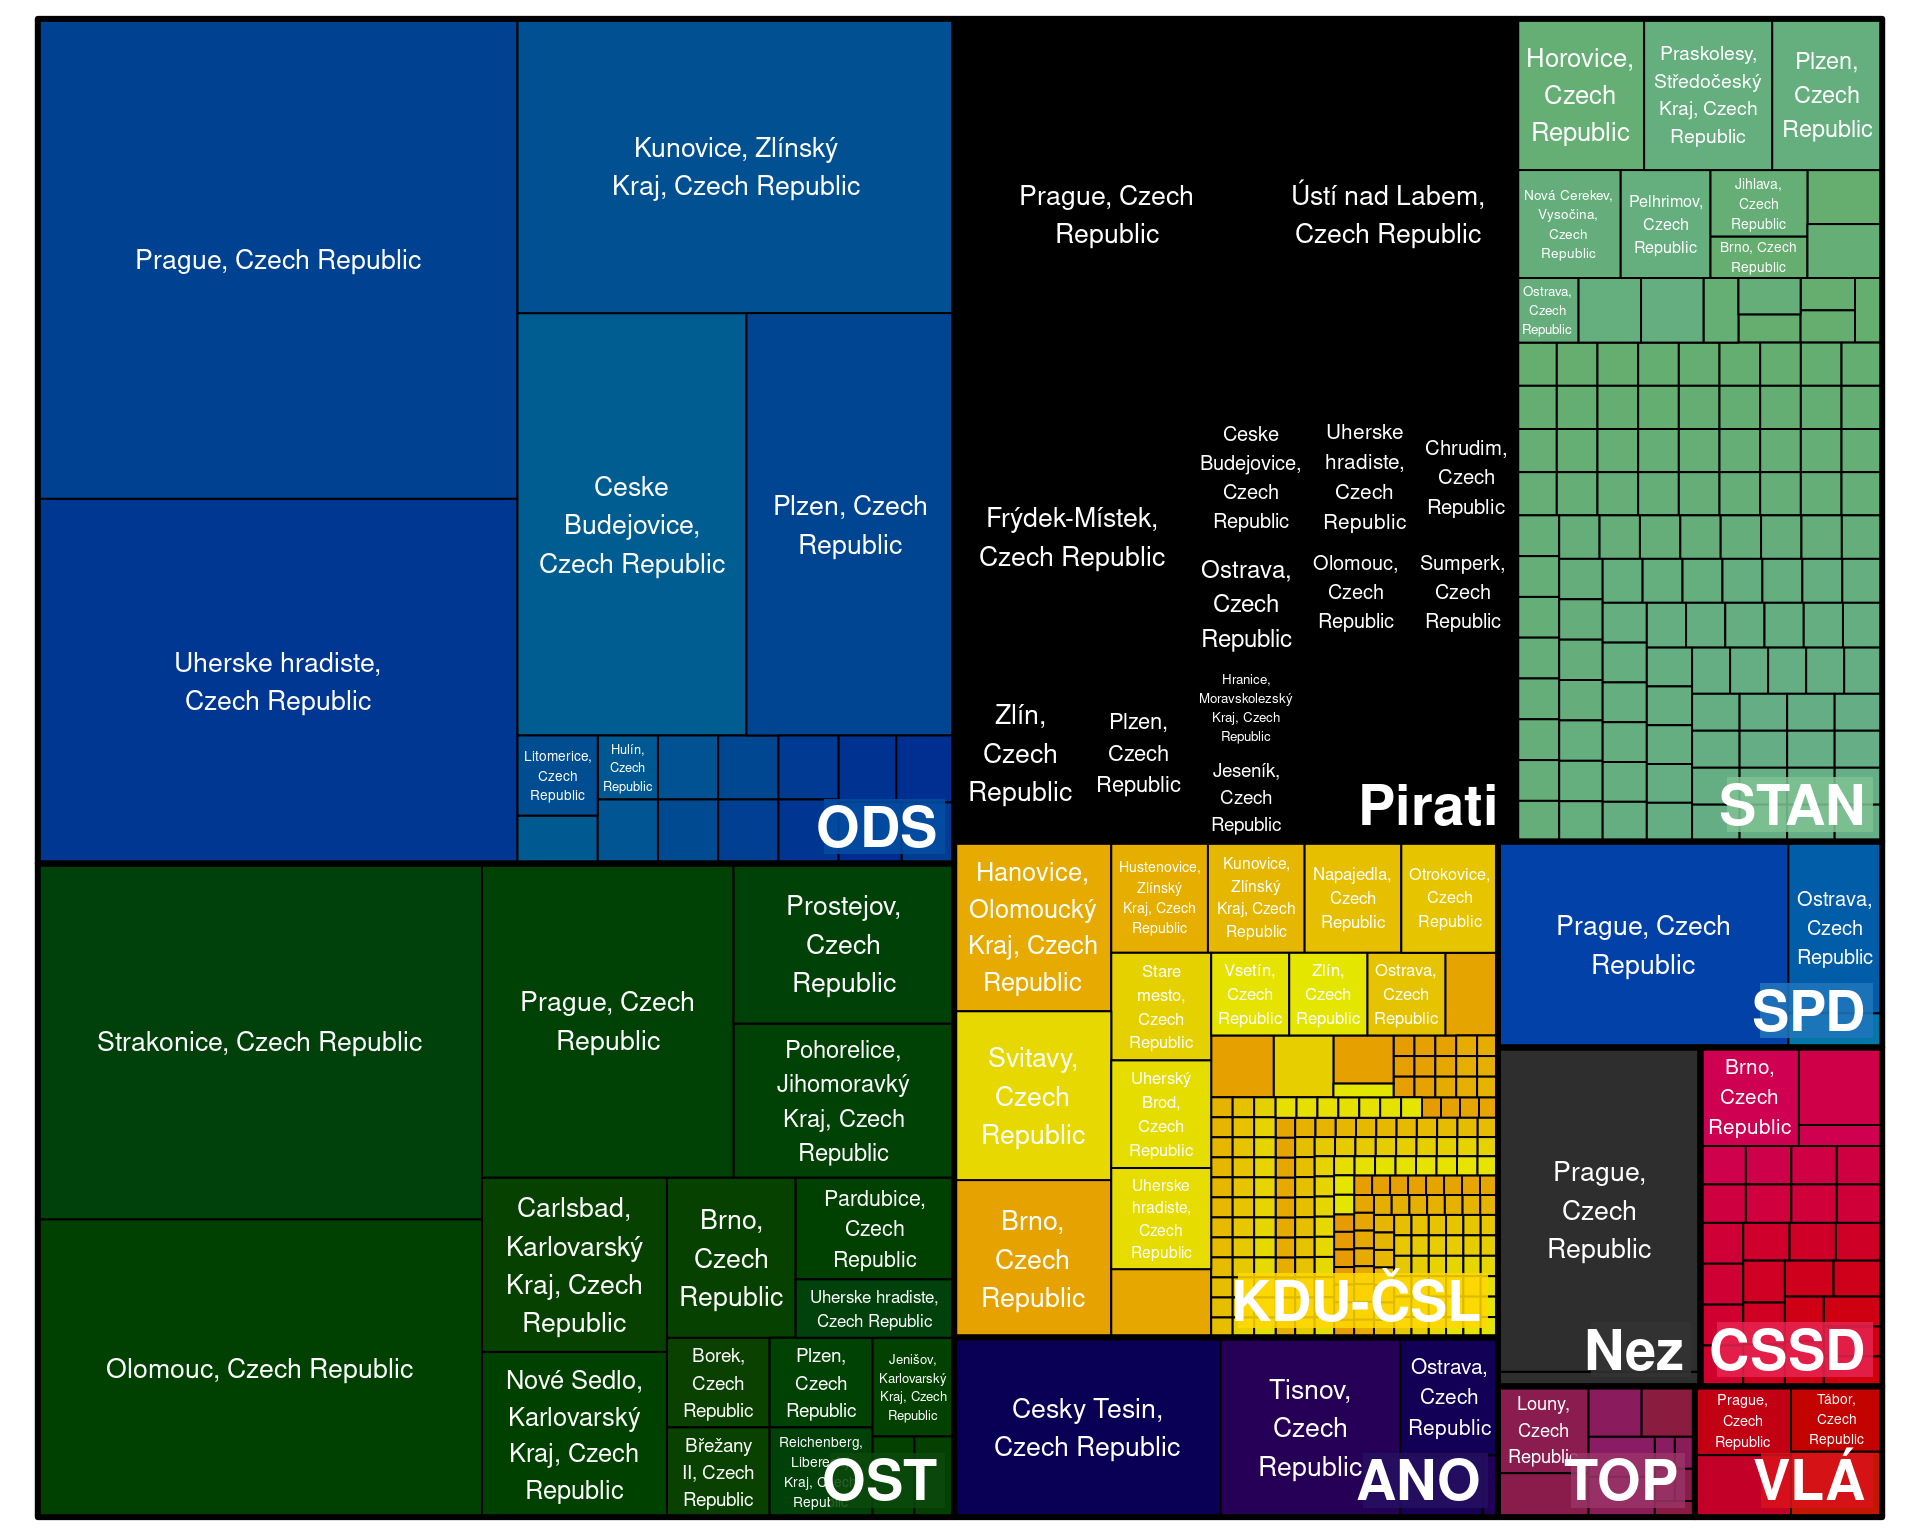 Prague, Czech Republic
Kunovice, Zlínský
Kraj, Czech Republic
Uherske hradiste,
Czech Republic
Ceske
Budejovice,
Czech Republic
Plzen, Czech
Republic
Litomerice,
Czech
Republic
Hulín,
Czech
Republic
ODS
Prague, Czech
Republic
Ústí nad Labem,
Czech Republic
Frýdek-Místek,
Czech Republic
Ceske
Budejovice,
Czech
Republic
Uherske
hradiste,
Czech
Republic
Chrudim,
Czech
Republic
Ostrava,
Czech
Republic
Olomouc,
Czech
Republic
Sumperk,
Czech
Republic
Zlín,
Czech
Republic
Plzen,
Czech
Republic
Hranice,
Moravskolezský
Kraj, Czech
Republic
Jeseník,
Czech
Republic
Pirati
Horovice,
Czech
Republic
Praskolesy,
Středočeský
Kraj, Czech
Republic
Plzen,
Czech
Republic
Nová Cerekev,
Vysočina,
Czech
Republic
Pelhrimov,
Czech
Republic
Jihlava,
Czech
Republic
Brno, Czech
Republic
Ostrava,
Czech
Republic
STAN
Strakonice, Czech Republic
Olomouc, Czech Republic
Prague, Czech
Republic
Prostejov,
Czech
Republic
Pohorelice,
Jihomoravký
Kraj, Czech
Republic
Carlsbad,
Karlovarský
Kraj, Czech
Republic
Brno,
Czech
Republic
Pardubice,
Czech
Republic
Uherske hradiste,
Czech Republic
Nové Sedlo,
Karlovarský
Kraj, Czech
Republic
Borek,
Czech
Republic
Plzen,
Czech
Republic
Jenišov,
Karlovarský
Kraj, Czech
Republic
Břežany
II, Czech
Republic
Reichenberg,
Kraj, Czech
Republic
OST
Hanovice,
Olomoucký
Kraj, Czech
Republic
Hustenovice,
Zlínský
Kraj, Czech
Republic
Kunovice,
Zlínský
Kraj, Czech
Republic
Napajedla,
Czech
Republic
Otrokovice,
Czech
Republic
Svitavy,
Czech
Republic
Stare
mesto,
Czech
Republic
Vsetín,
Czech
Republic
Zlín,
Czech
Republic
Ostrava,
Czech
Republic
Uherský
Brod,
Czech
Republic
Brno,
Czech
Republic
Uherske
hradiste,
Czech
Republic
KDU-ČSL
Prague, Czech
Republic
Ostrava,
Czech
Republic
SPD
Prague,
Czech
Republic
Nez
Brno,
Czech
Republic
CSSD
Cesky Tesin,
Czech Republic
Tisnov,
Czech
Republic
Ostrava,
Czech
Republic
ANO
Louny,
Czech
Republic
TOP
Prague,
Czech
Republic
Tábor,
Czech
Republic
VLÁ